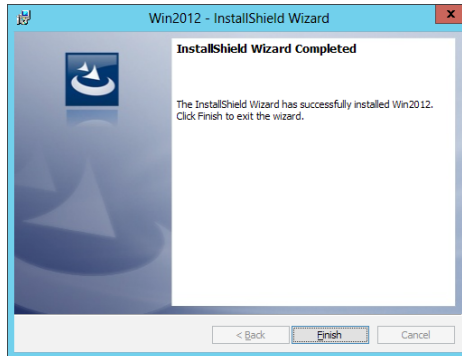 Win2012 - InstallShield Wizard
x
InstallShield Wizard Completed
The InstallShield Wizard has successfully installed Win2012.
Click Finish to exit the wizard.
< Back
Finish
Cancel